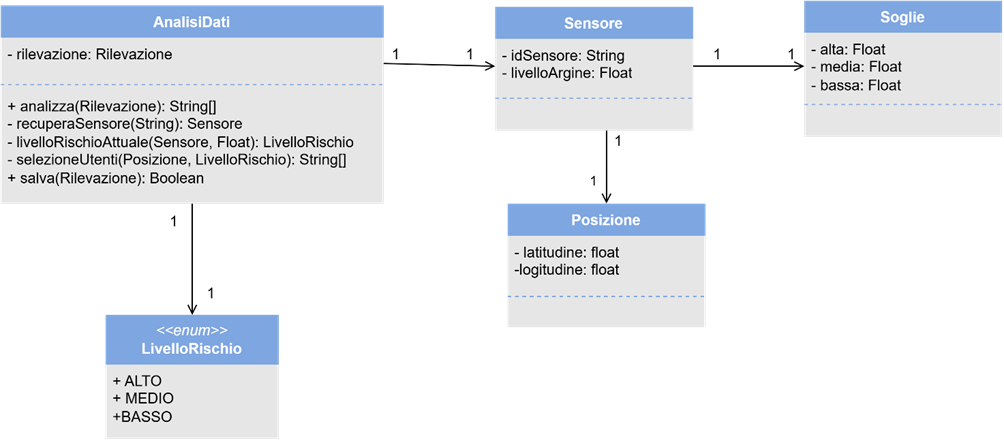 AnalisiDati
- rilevazione: Rilevazione
+ analizza(Rilevazione): String[]
- recuperaSensore(String): Sensore
- livelloRischioAttuale(Sensore, Float): LivelloRischio
- selezioneUtenti(Posizione, LivelloRischio): String[]
+ salva(Rilevazione): Boolean
1
1
Sensore
- idSensore: String
- livelloArgine: Float
1
1
Soglie
- alta: Float
- media: Float
- bassa: Float
1
1
Posizione
- latitudine: float
-logitudine: float
1
1
<<enum>>
LivelloRischio
+ ALTO
+ MEDIO
+BASSO